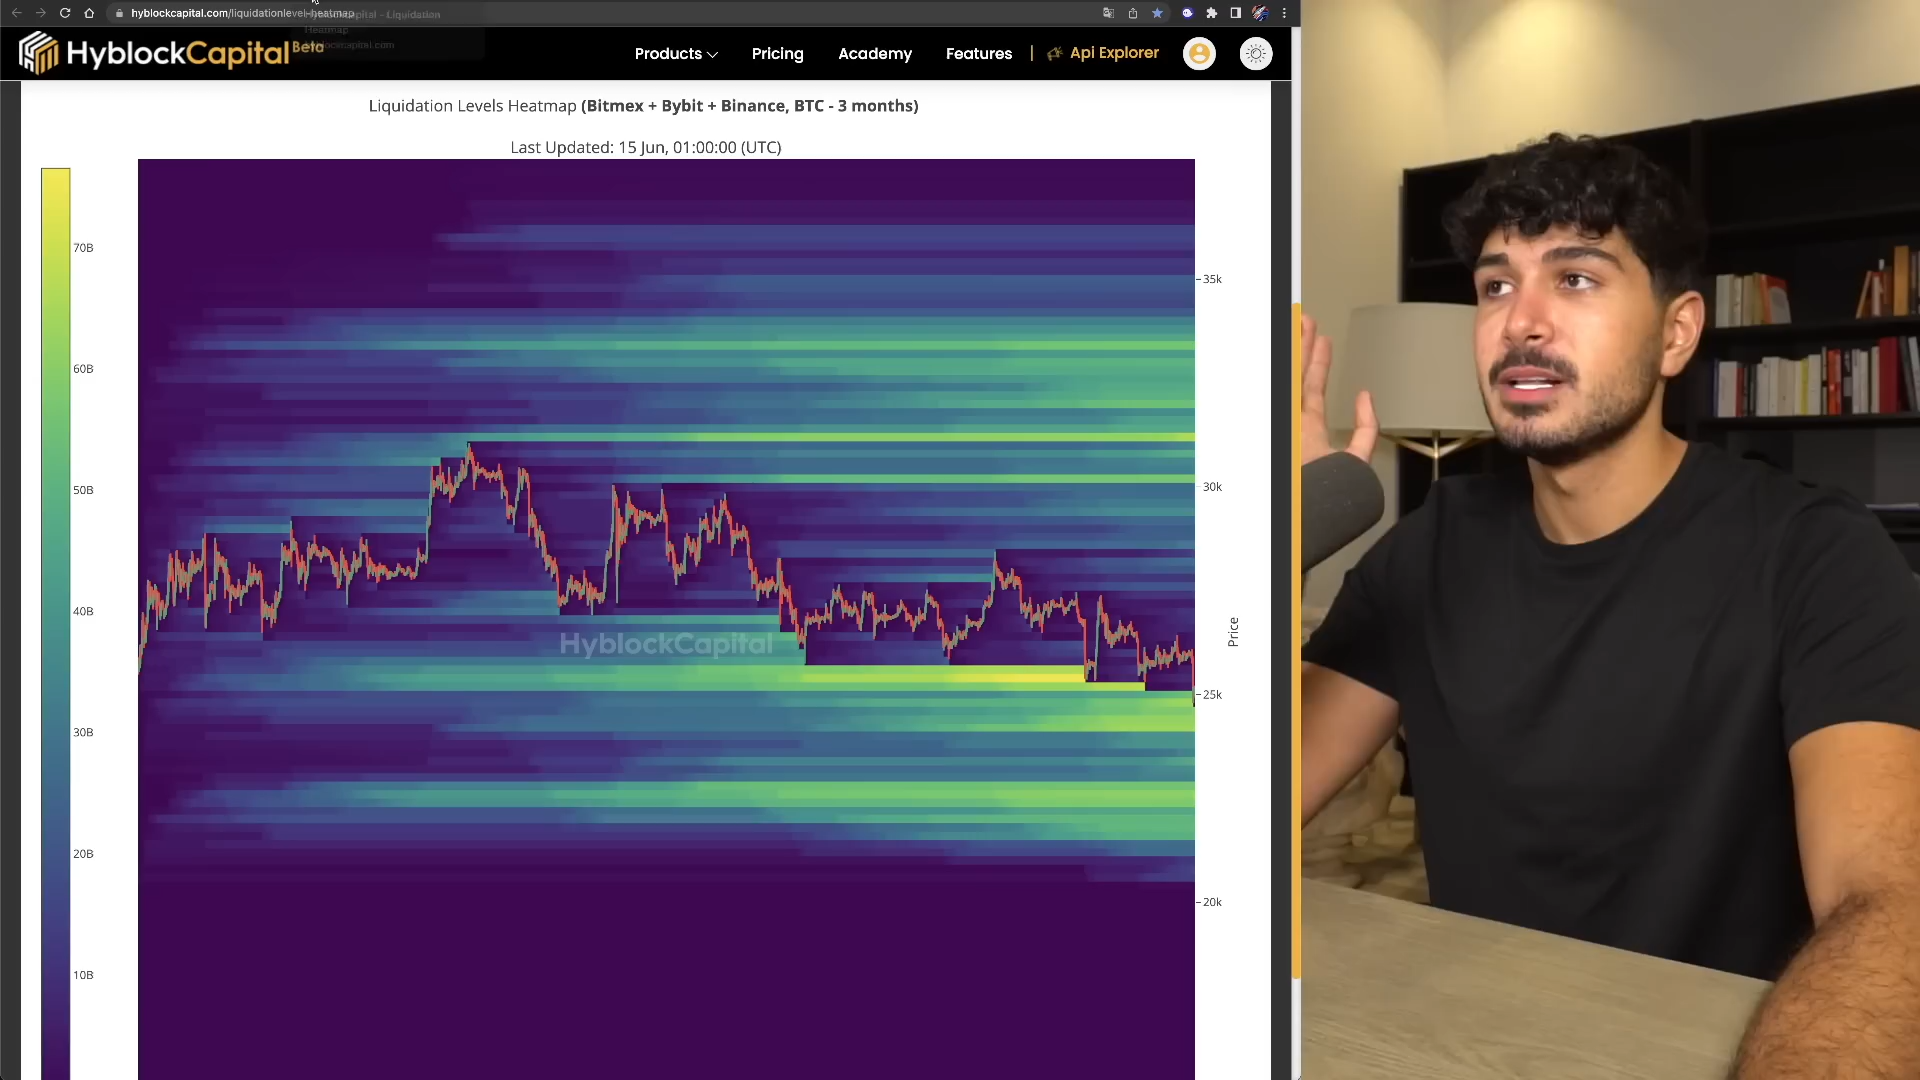 hyblockcapital.com/liquidationlevel-heatmap
HyblockCapital Beta
Products
Pricing
Academy
Features
Api Explorer
Liquidation Levels Heatmap (Bitmex + Bybit + Binance, BTC - 3 months)
Last Updated: 15 Jun, 01:00:00 (UTC)
70B
60B
50B
40B
30B
20B
10B
HyblockCapital
35k
30k
25k
20k
Price